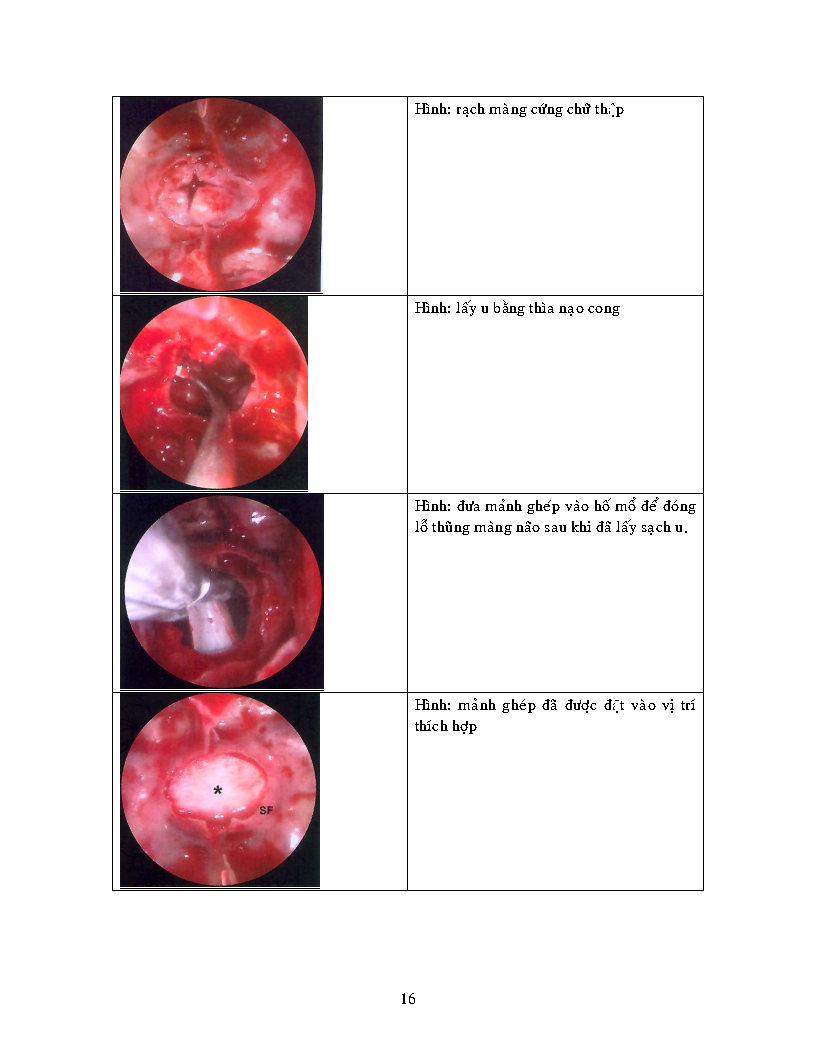 Hình: rạch màng cứng chữ thập
Hình: lấy u bằng thìa nạo cong
Hình: đưa mảnh ghép vào hố mổ để đóng
lỗ thũng màng não sau khi đã lấy sạch u.
Hình: mảnh ghép đã được đặt vào vị trí
thích hợp
*
SF
16